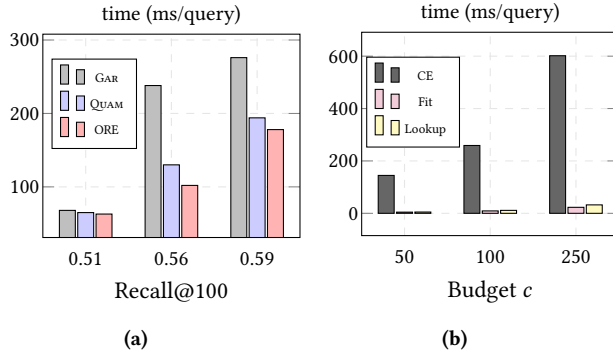 time (ms/query)
300
200
100
GAR
QUAM
ORE
0.51 0.56 0.59
Recall@100
(a)
time (ms/query)
600
400
200
0
CE
Fit
Lookup
50 100 250
Budget c
(b)